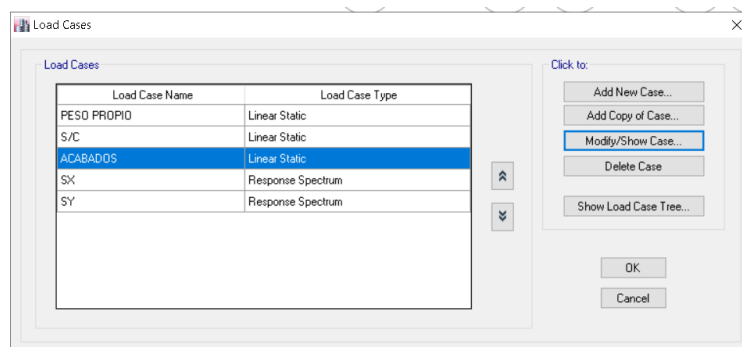 Load Cases
Load Cases
Click to:
Load Case Name Load Case Type
PESO PROPIO Linear Static
S/C Linear Static
ACABADOS Linear Static
SX Response Spectrum
SY Response Spectrum
Add New Case...
Add Copy of Case...
Modify/Show Case...
Delete Case
Show Load Case Tree...
OK
Cancel